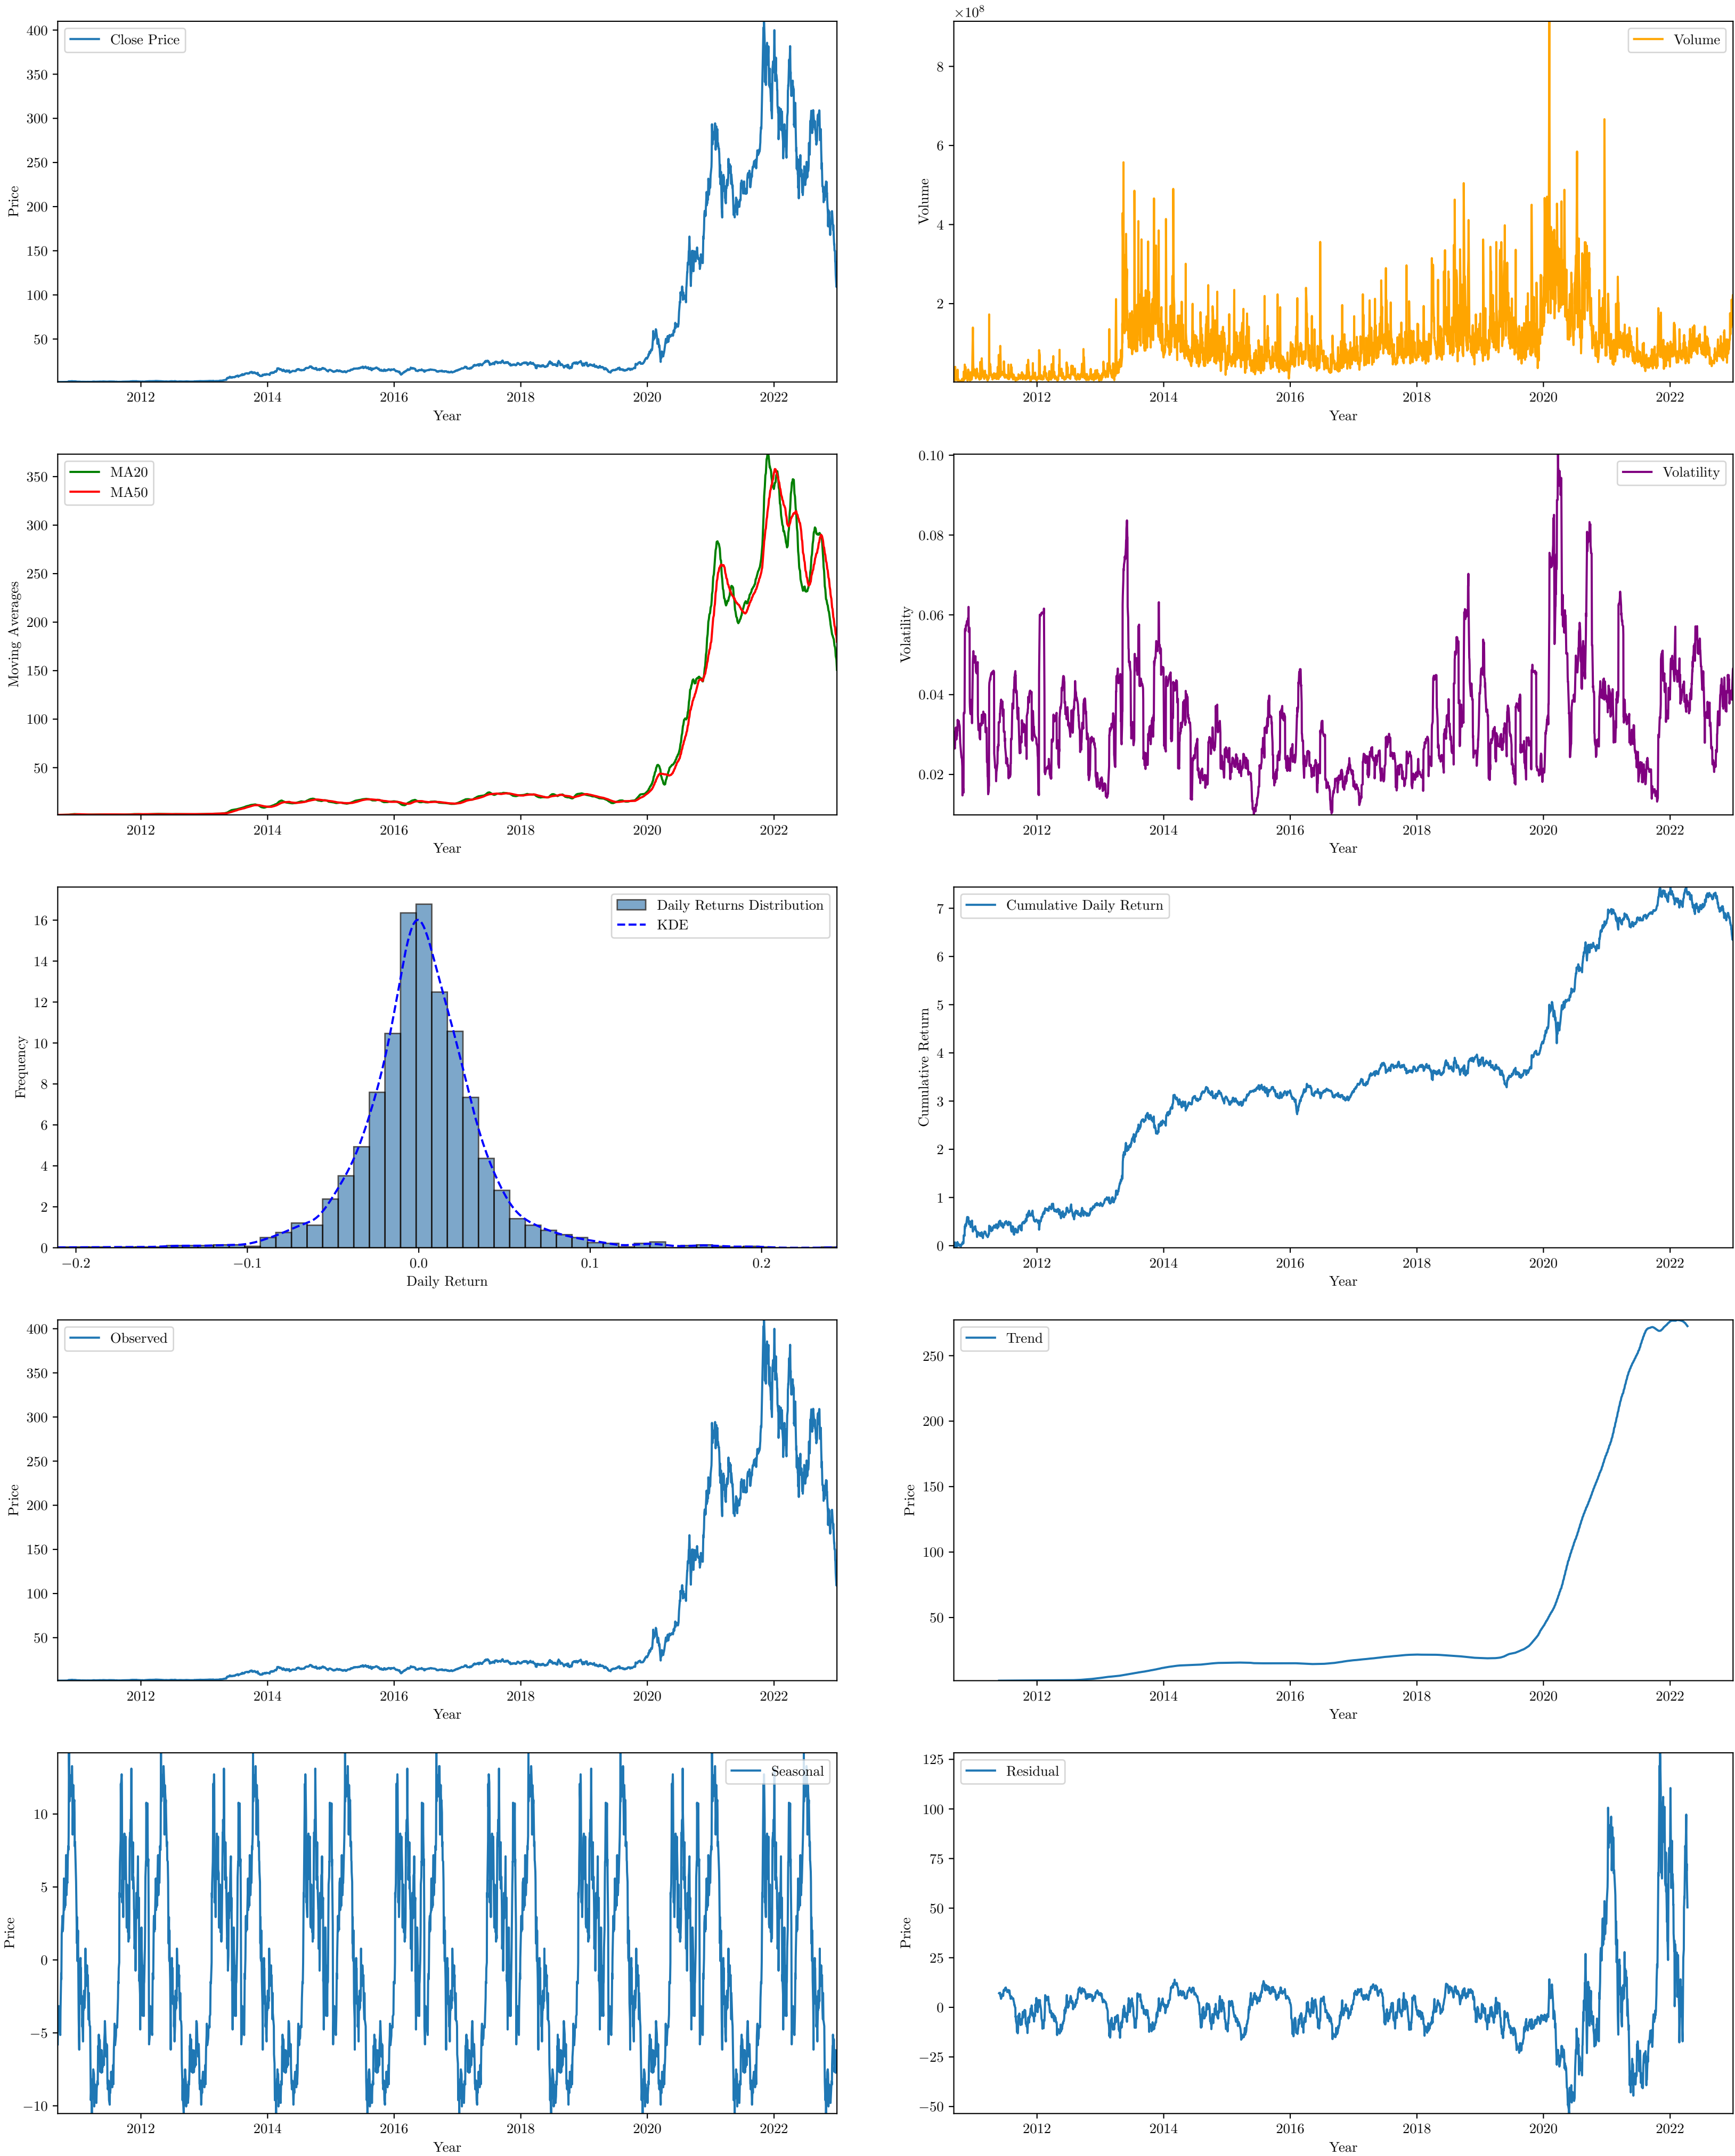 Close Price
400
350
300
250
200
150
100
50
Price
2012 2014 2016 2018 2020 2022
Year
×10⁸
Volume
8
6
4
2
Volume
2012 2014 2016 2018 2020 2022
Year
MA20
MA50
350
300
250
200
150
100
50
Moving Averages
2012 2014 2016 2018 2020 2022
Year
Volatility
0.10
0.08
0.06
0.04
0.02
Volatility
2012 2014 2016 2018 2020 2022
Year
Daily Returns Distribution
KDE
16
14
12
10
8
6
4
2
0
Frequency
−0.2 −0.1 0.0 0.1 0.2
Daily Return
Cumulative Daily Return
7
6
5
4
3
2
1
0
Cumulative Return
2012 2014 2016 2018 2020 2022
Year
Observed
400
350
300
250
200
150
100
50
Price
2012 2014 2016 2018 2020 2022
Year
Trend
250
200
150
100
50
Price
2012 2014 2016 2018 2020 2022
Year
Seasonal
10
5
0
−5
−10
Price
2012 2014 2016 2018 2020 2022
Year
Residual
125
100
75
50
25
0
−25
−50
Price
2012 2014 2016 2018 2020 2022
Year